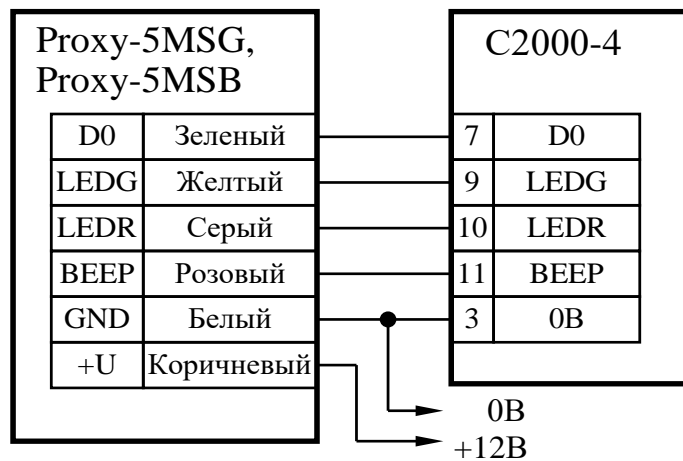 Proxy-5MSG,
Proxy-5MSB
D0 Зеленый
LEDG Желтый
LEDR Серый
BEEP Розовый
GND Белый
+U Коричневый
C2000-4
7 D0
9 LEDG
10 LEDR
11 BEEP
3 0В
0В
+12В